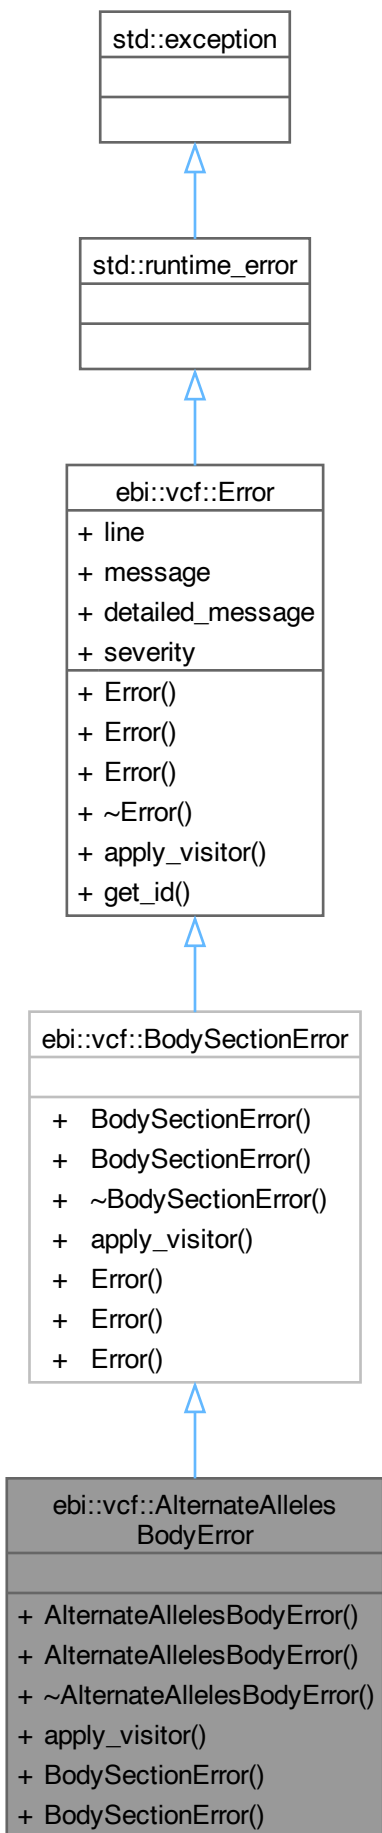 std::exception
std::runtime_error
ebi::vcf::Error
+ line
+ message
+ detailed_message
+ severity
+ Error()
+ Error()
+ Error()
+ ~Error()
+ apply_visitor()
+ get_id()
ebi::vcf::BodySectionError
+ BodySectionError()
+ BodySectionError()
+ ~BodySectionError()
+ apply_visitor()
+ Error()
+ Error()
+ Error()
ebi::vcf::AlternateAlleles
BodyError
+ AlternateAllelesBodyError()
+ AlternateAllelesBodyError()
+ ~AlternateAllelesBodyError()
+ apply_visitor()
+ BodySectionError()
+ BodySectionError()